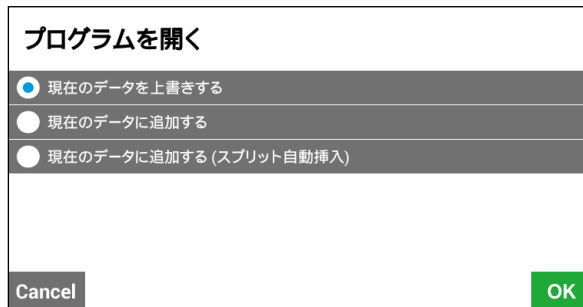 プログラムを開く
現在のデータを上書きする
現在のデータに追加する
現在のデータに追加する (スプリット自動挿入)
Cancel
OK